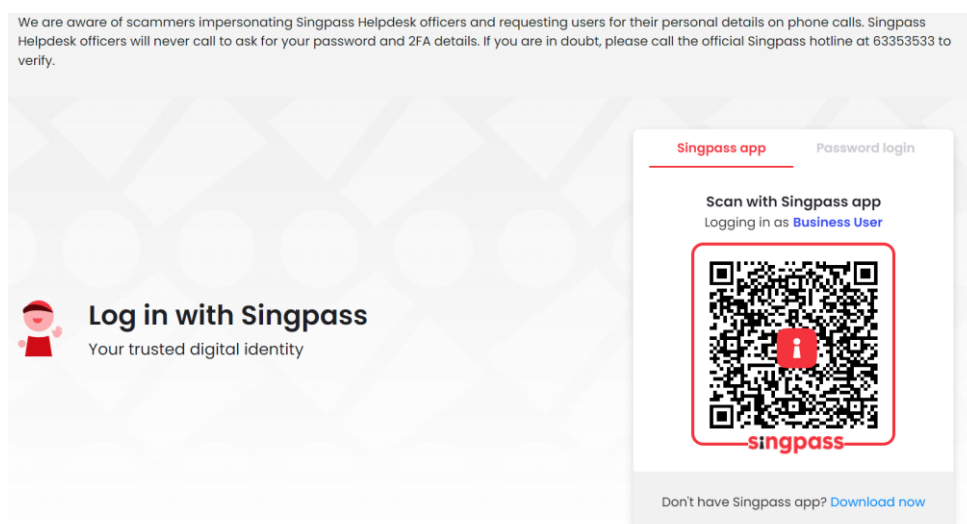 We are aware of scammers impersonating Singpass Helpdesk officers and requesting users for their personal details on phone calls. Singpass
Helpdesk officers will never call to ask for your password and 2FA details. If you are in doubt, please call the official Singpass hotline at 63353533 to
verify.
Singpass app Password login
Scan with Singpass app
Logging in as Business User
Log in with Singpass
Your trusted digital identity
singpass
Don't have Singpass app? Download now